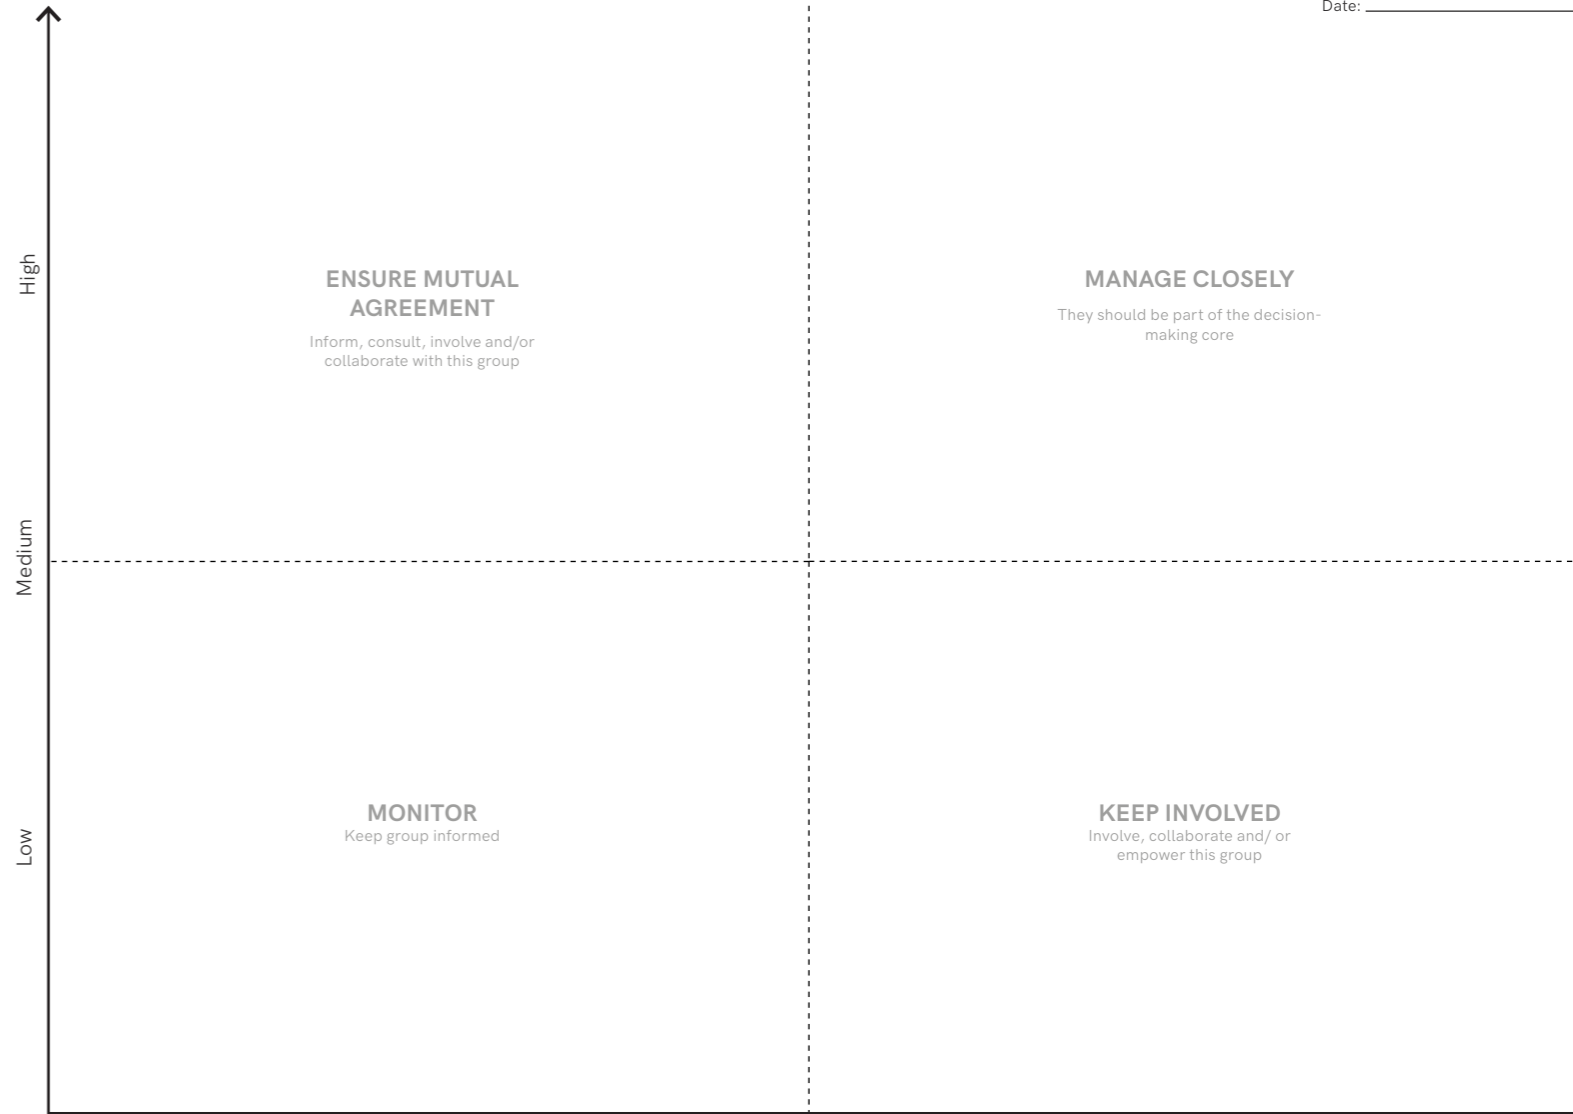 Date:
High
ENSURE MUTUAL
AGREEMENT
Inform, consult, involve and/or
collaborate with this group
MANAGE CLOSELY
They should be part of the decision-
making core
Medium
Low
MONITOR
Keep group informed
KEEP INVOLVED
Involve, collaborate and/ or
empower this group